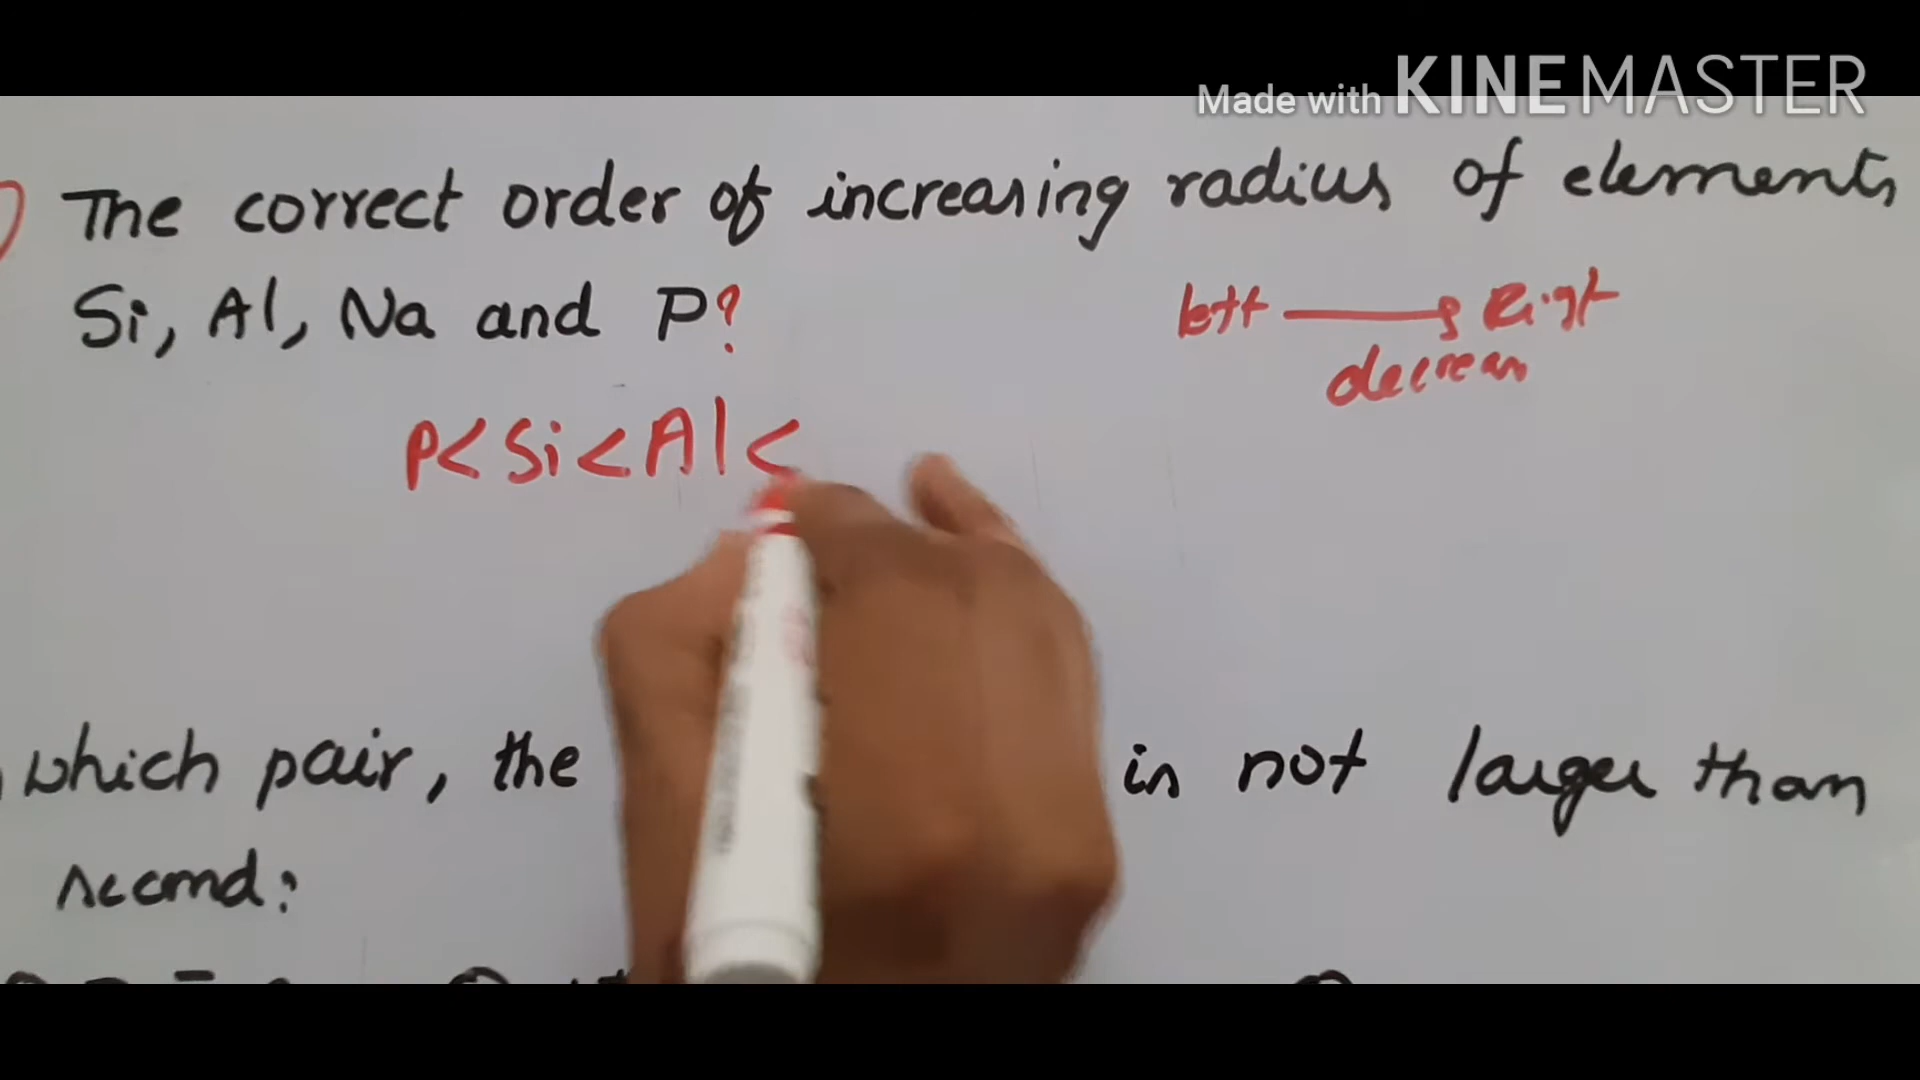 Made with KINEMASTER
The correct order of increasing radius of elements
Si, Al, Na and P?
left → Right
decreas
P< Si < Al <
which pair, the in not larger than
second: